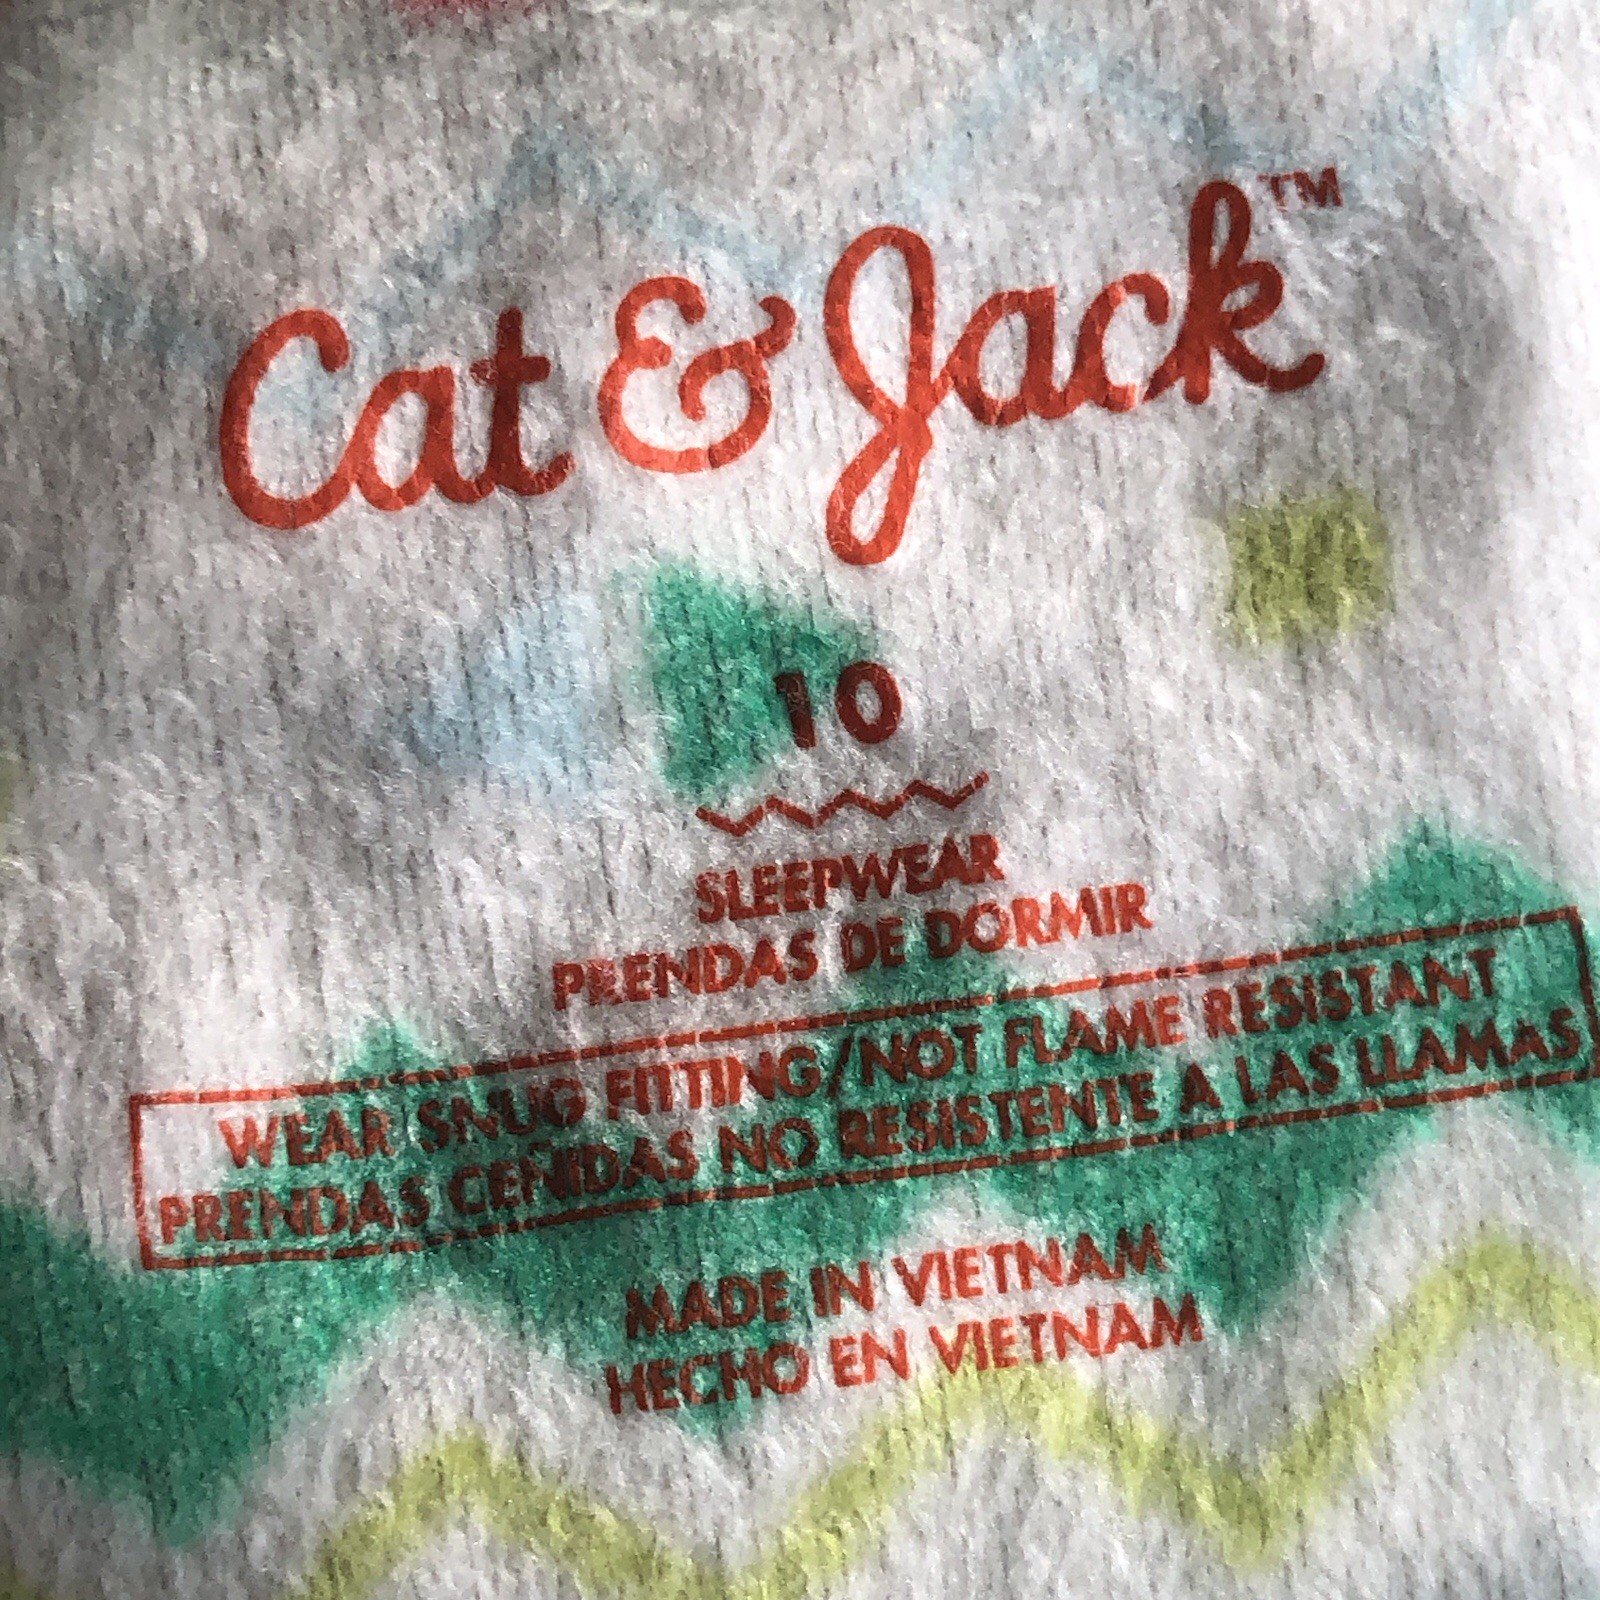 Cat & Jack™
10
SLEEPWEAR
PRENDAS DE DORMIR
WEAR SNUG FITTING/NOT FLAME RESISTANT
PRENDAS CEÑIDAS NO RESISTENTE A LAS LLAMAS
MADE IN VIETNAM
HECHO EN VIETNAM